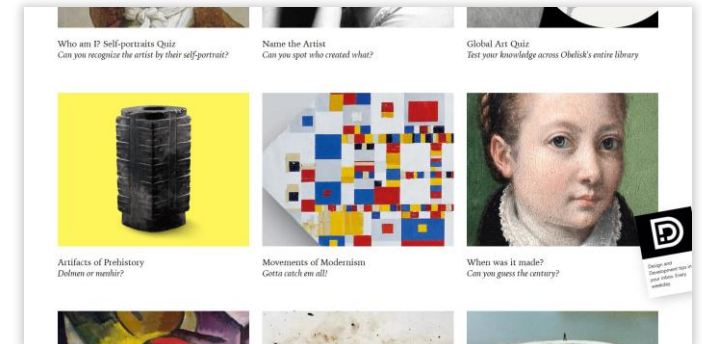 Who am I? Self-portraits Quiz
Can you recognize the artist by their self-portrait?
Name the Artist
Can you spot who created what?
Global Art Quiz
Test your knowledge across Obelisk's entire library
Artifacts of Prehistory
Dolmen or menhir?
Movements of Modernism
Gotta catch em all!
When was it made?
Can you guess the century?
Design and
Development tips in
your inbox. Every
weekday.